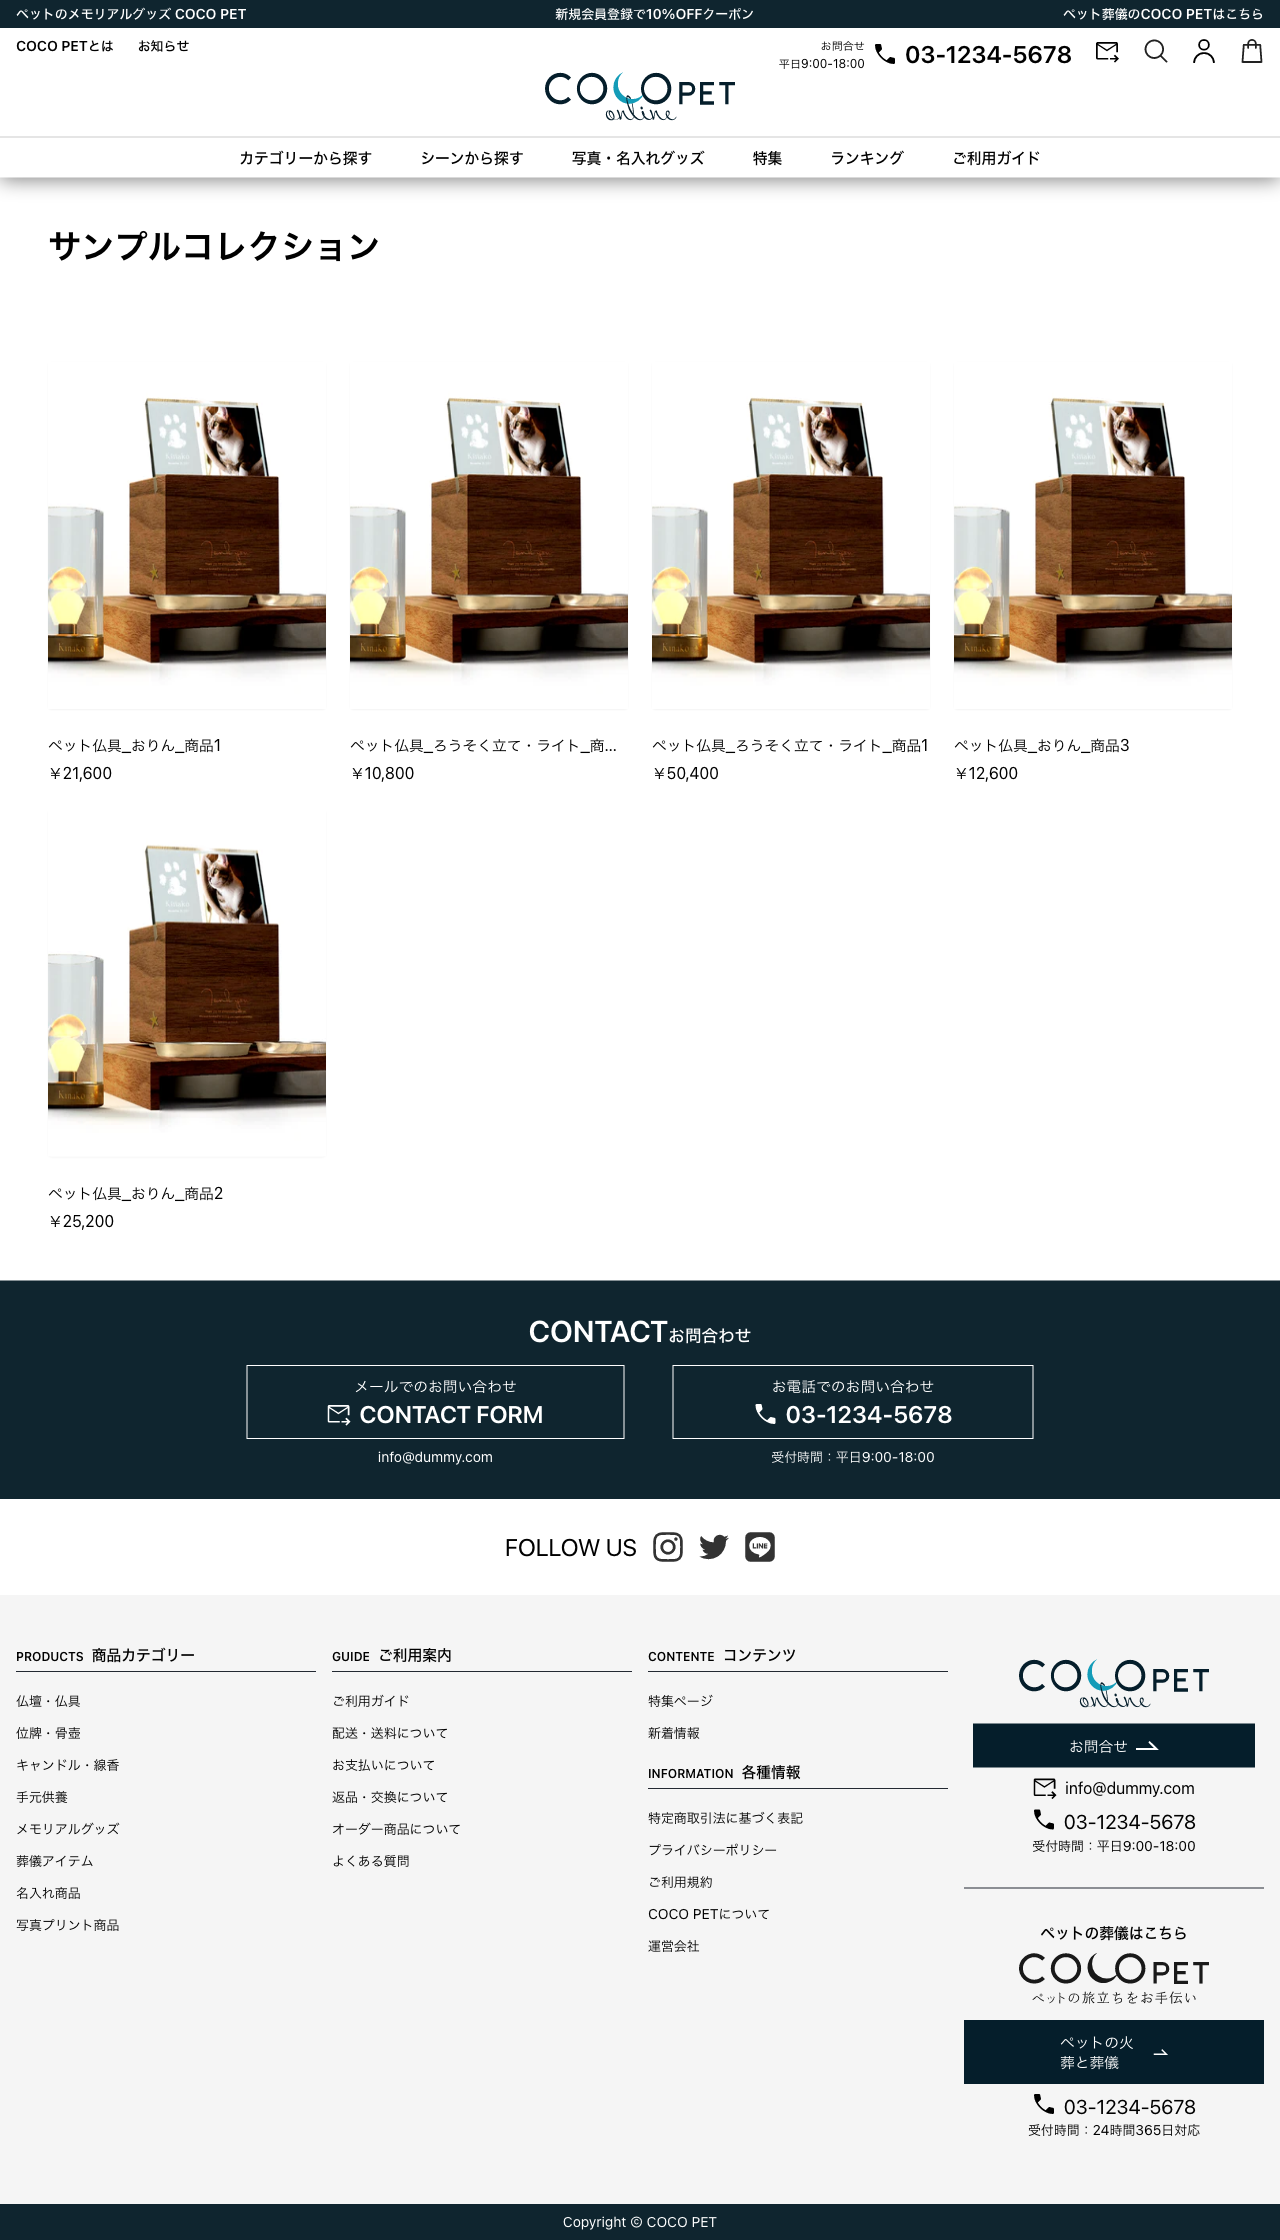 ペットのメモリアルグッズ COCO PET
新規会員登録で10%OFFクーポン
ペット葬儀のCOCO PETはこちら
COCO PETとは
お知らせ
お問合せ
平日9:00-18:00
03-1234-5678
COCOPET
online
カテゴリーから探す
シーンから探す
写真・名入れグッズ
特集
ランキング
ご利用ガイド
サンプルコレクション
Kinako
Kinako
Kinako
Kinako
ペット仏具_おりん_商品1
¥21,600
ペット仏具_ろうそく立て・ライト_商...
¥10,800
ペット仏具_ろうそく立て・ライト_商品1
¥50,400
ペット仏具_おりん_商品3
¥12,600
Kinako
ペット仏具_おりん_商品2
¥25,200
CONTACTお問合わせ
メールでのお問い合わせ
CONTACT FORM
info@dummy.com
お電話でのお問い合わせ
03-1234-5678
受付時間：平日9:00-18:00
FOLLOW US
LINE
PRODUCTS 商品カテゴリー
仏壇・仏具
位牌・骨壺
キャンドル・線香
手元供養
メモリアルグッズ
葬儀アイテム
名入れ商品
写真プリント商品
GUIDE ご利用案内
ご利用ガイド
配送・送料について
お支払いについて
返品・交換について
オーダー商品について
よくある質問
CONTENTE コンテンツ
特集ページ
新着情報
INFORMATION 各種情報
特定商取引法に基づく表記
プライバシーポリシー
ご利用規約
COCO PETについて
運営会社
COCOPET
online
お問合せ
info@dummy.com
03-1234-5678
受付時間：平日9:00-18:00
ペットの葬儀はこちら
COCOPET
ペットの旅立ちをお手伝い
ペットの火
葬と葬儀
03-1234-5678
受付時間：24時間365日対応
Copyright © COCO PET